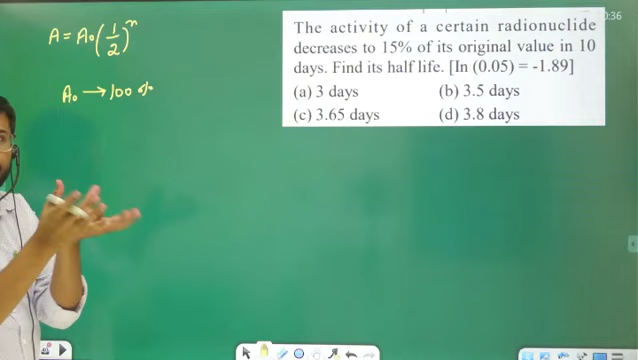 A = A₀(1/2)ⁿ
A₀ → 100 %
0:36
The activity of a certain radionuclide
decreases to 15% of its original value in 10
days. Find its half life. [In (0.05) = -1.89]
(a) 3 days (b) 3.5 days
(c) 3.65 days (d) 3.8 days